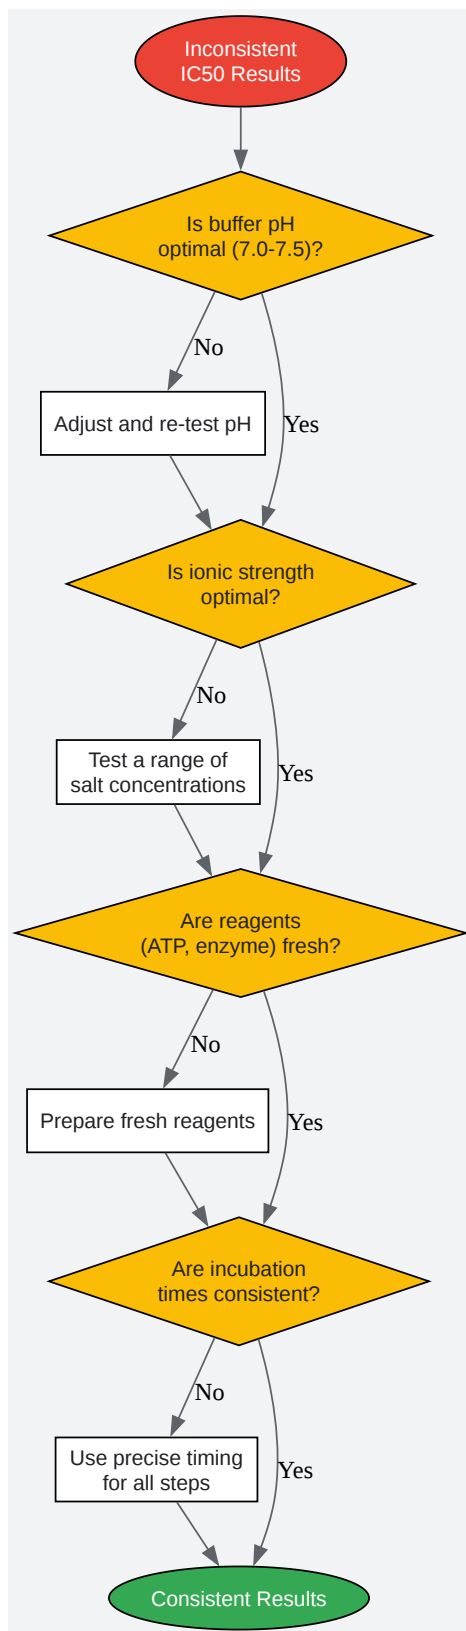 Inconsistent
IC50 Results
Is buffer pH
optimal (7.0-7.5)?
No
Adjust and re-test pH
Yes
Is ionic strength
optimal?
No
Test a range of
salt concentrations
Yes
Are reagents
(ATP, enzyme) fresh?
No
Prepare fresh reagents
Yes
Are incubation
times consistent?
No
Use precise timing
for all steps
Yes
Consistent Results